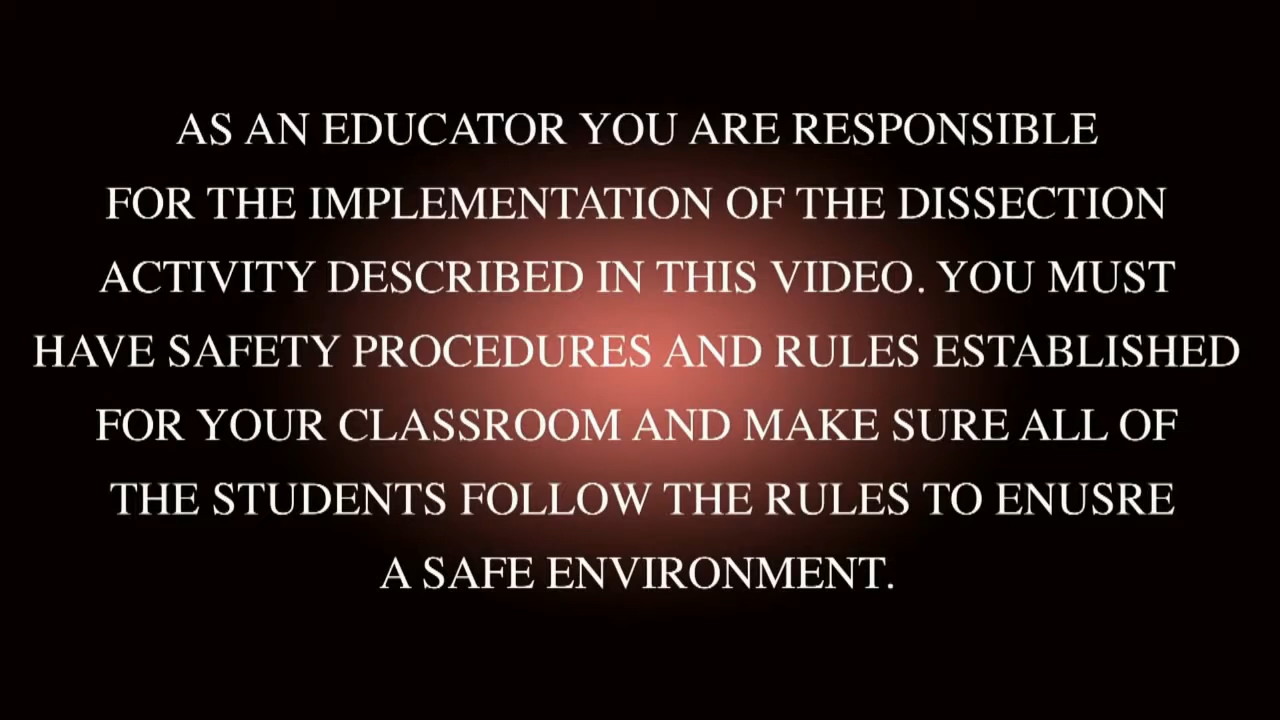 AS AN EDUCATOR YOU ARE RESPONSIBLE
FOR THE IMPLEMENTATION OF THE DISSECTION
ACTIVITY DESCRIBED IN THIS VIDEO. YOU MUST
HAVE SAFETY PROCEDURES AND RULES ESTABLISHED
FOR YOUR CLASSROOM AND MAKE SURE ALL OF
THE STUDENTS FOLLOW THE RULES TO ENUSRE
A SAFE ENVIRONMENT.